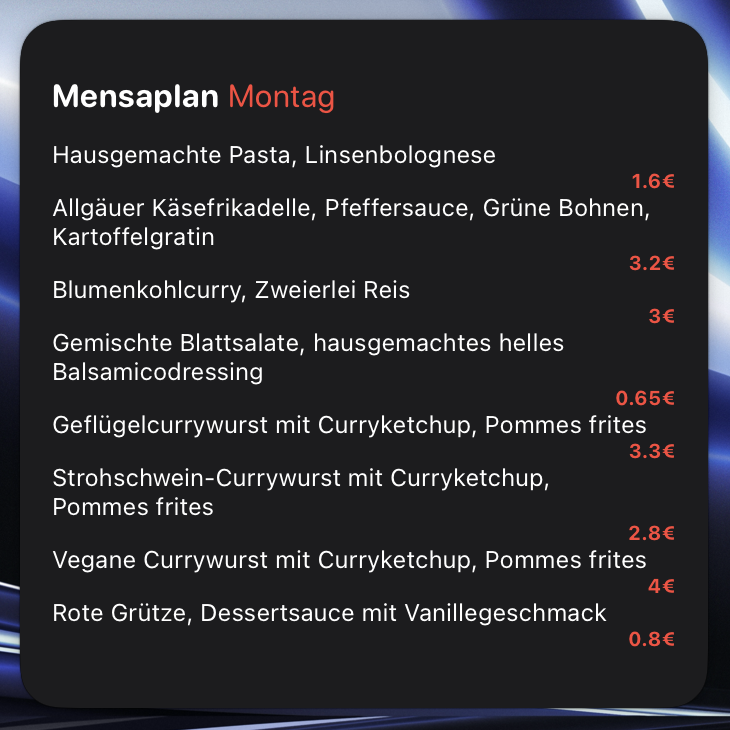 Mensaplan Montag
Hausgemachte Pasta, Linsenbolognese
1.6€
Allgäuer Käsefrikadelle, Pfeffersauce, Grüne Bohnen,
Kartoffelgratin
3.2€
Blumenkohlcurry, Zweierlei Reis
3€
Gemischte Blattsalate, hausgemachtes helles
Balsamicodressing
0.65€
Geflügelcurrywurst mit Curryketchup, Pommes frites
3.3€
Strohschwein-Currywurst mit Curryketchup,
Pommes frites
2.8€
Vegane Currywurst mit Curryketchup, Pommes frites
4€
Rote Grütze, Dessertsauce mit Vanillegeschmack
0.8€